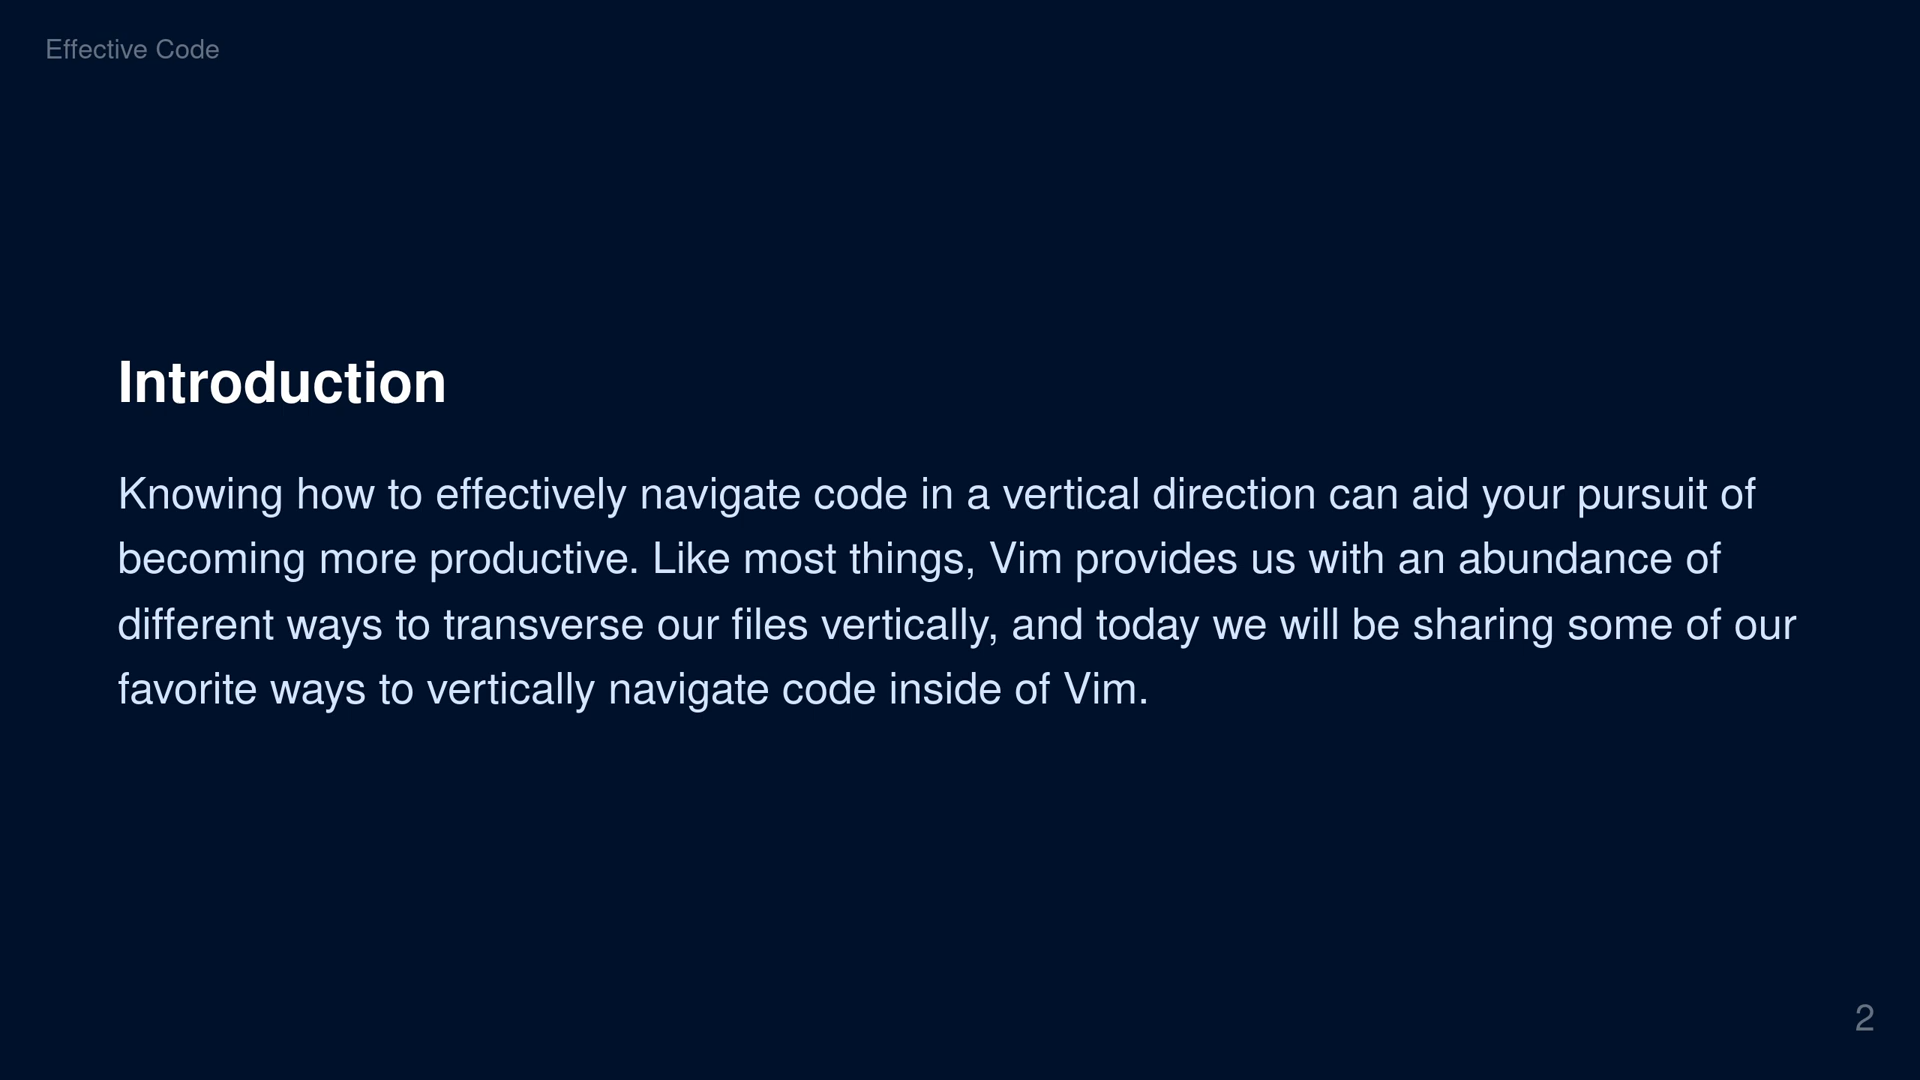 Effective Code
Introduction
Knowing how to effectively navigate code in a vertical direction can aid your pursuit of
becoming more productive. Like most things, Vim provides us with an abundance of
different ways to transverse our files vertically, and today we will be sharing some of our
favorite ways to vertically navigate code inside of Vim.
2